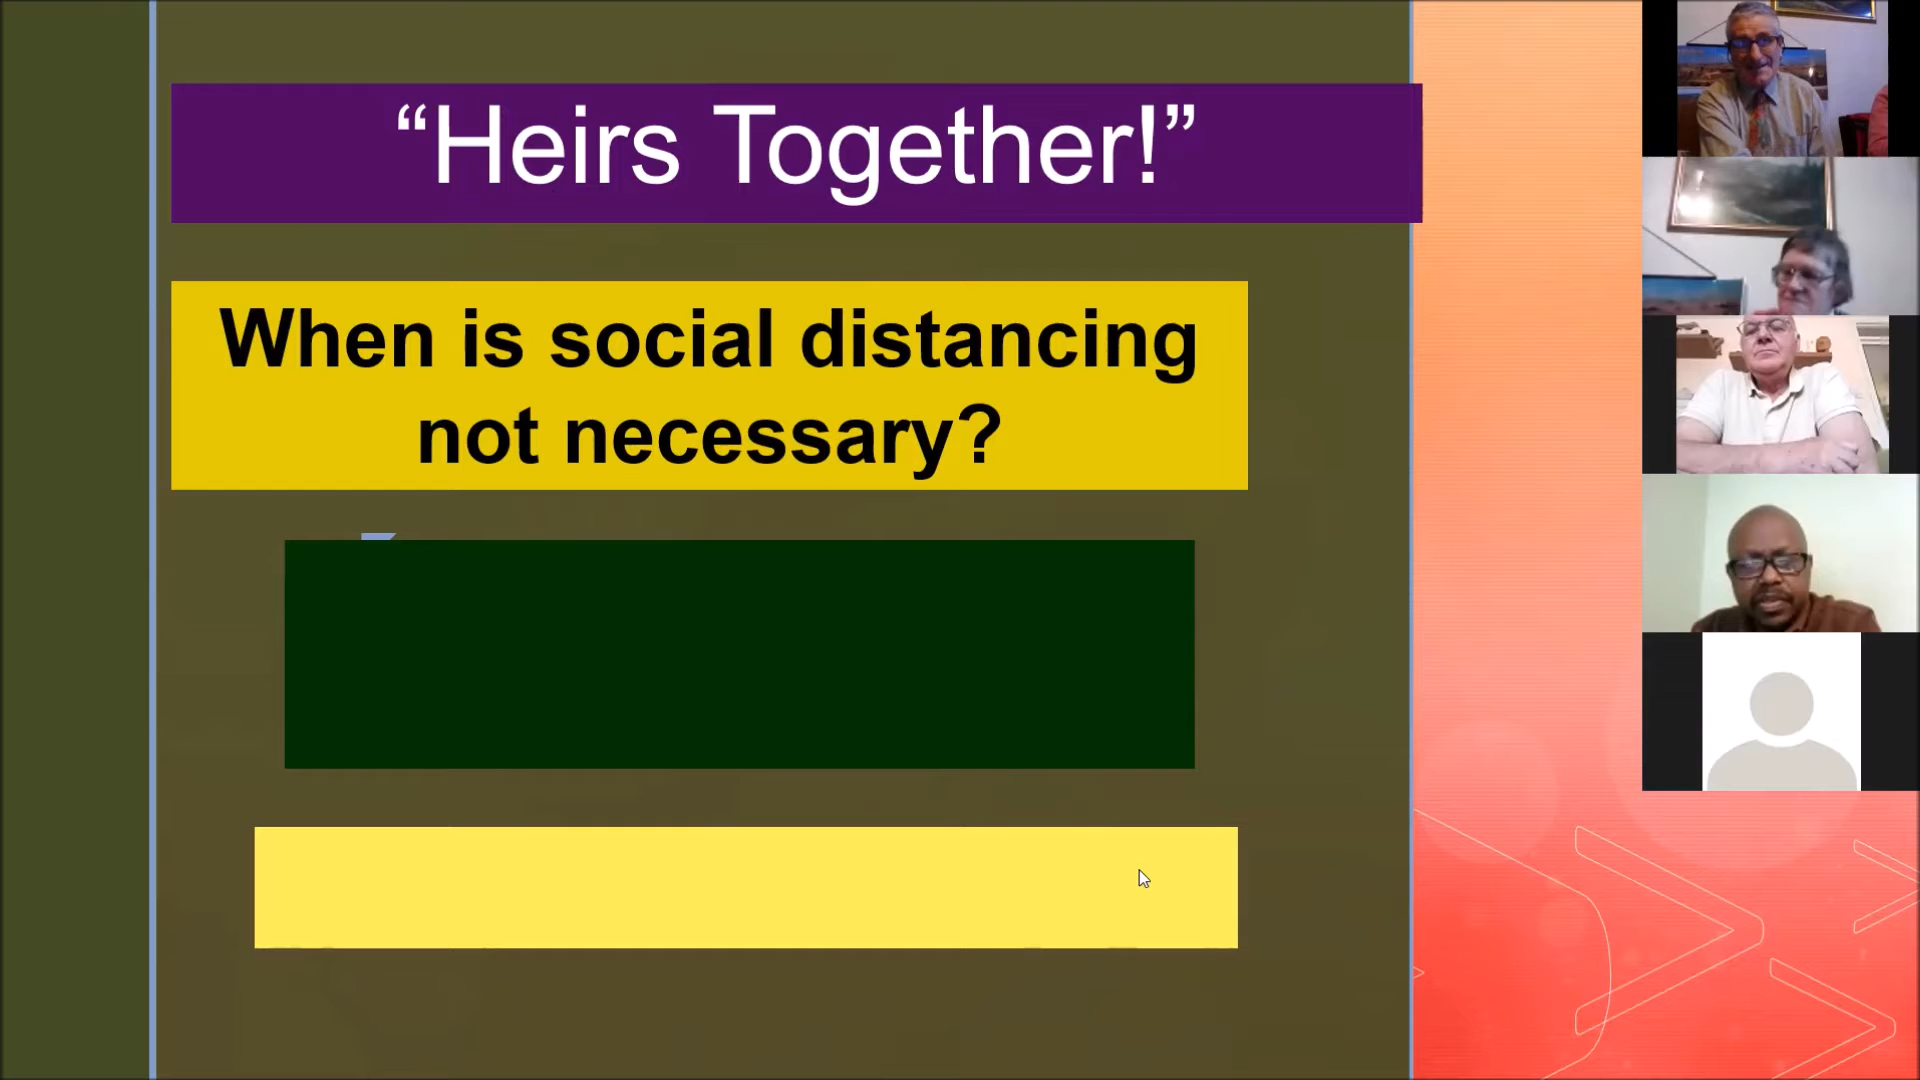 “Heirs Together!”
When is social distancing
not necessary?